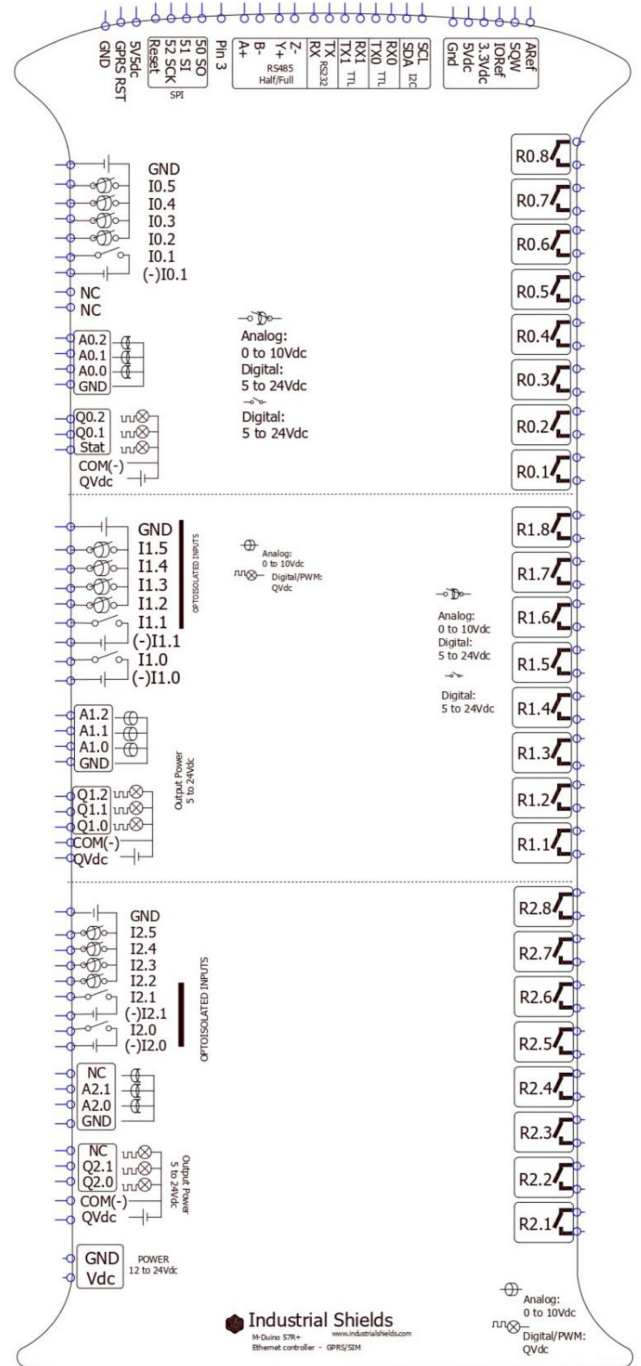 GND
GPRS RST
5V5dc
Reset
52 SCK
51 SI
50 SO
SPI
Pin 3
A+
B-
Y+
Z-
RS485
Half/Full
RX
TX
RS232
TX1
RX1
TTL
TX0
RX0
TTL
SDA
SCL
I2C
Gnd
5Vdc
3.3Vdc
IORef
SQW
ARef
GND
I0.5
I0.4
I0.3
I0.2
I0.1
(-)I0.1
NC
NC
A0.2
A0.1
A0.0
GND
Q0.2
Q0.1
Stat
COM(-)
QVdc
Analog:
0 to 10Vdc
Digital:
5 to 24Vdc
Digital:
5 to 24Vdc
R0.8
R0.7
R0.6
R0.5
R0.4
R0.3
R0.2
R0.1
GND
I1.5
I1.4
I1.3
I1.2
I1.1
(-)I1.1
I1.0
(-)I1.0
OPTOISOLATED INPUTS
A1.2
A1.1
A1.0
GND
Q1.2
Q1.1
Q1.0
COM(-)
QVdc
Output Power
5 to 24Vdc
Analog:
0 to 10Vdc
Digital/PWM:
QVdc
Analog:
0 to 10Vdc
Digital:
5 to 24Vdc
Digital:
5 to 24Vdc
R1.8
R1.7
R1.6
R1.5
R1.4
R1.3
R1.2
R1.1
GND
I2.5
I2.4
I2.3
I2.2
I2.1
(-)I2.1
I2.0
(-)I2.0
OPTOISOLATED INPUTS
NC
A2.1
A2.0
GND
NC
Q2.1
Q2.0
COM(-)
QVdc
Output Power
5 to 24Vdc
GND
Vdc
POWER
12 to 24Vdc
R2.8
R2.7
R2.6
R2.5
R2.4
R2.3
R2.2
R2.1
Industrial Shields
M-Duino 57R+ www.industrialshields.com
Ethernet controller - GPRS/SIM
Analog:
0 to 10Vdc
Digital/PWM:
QVdc